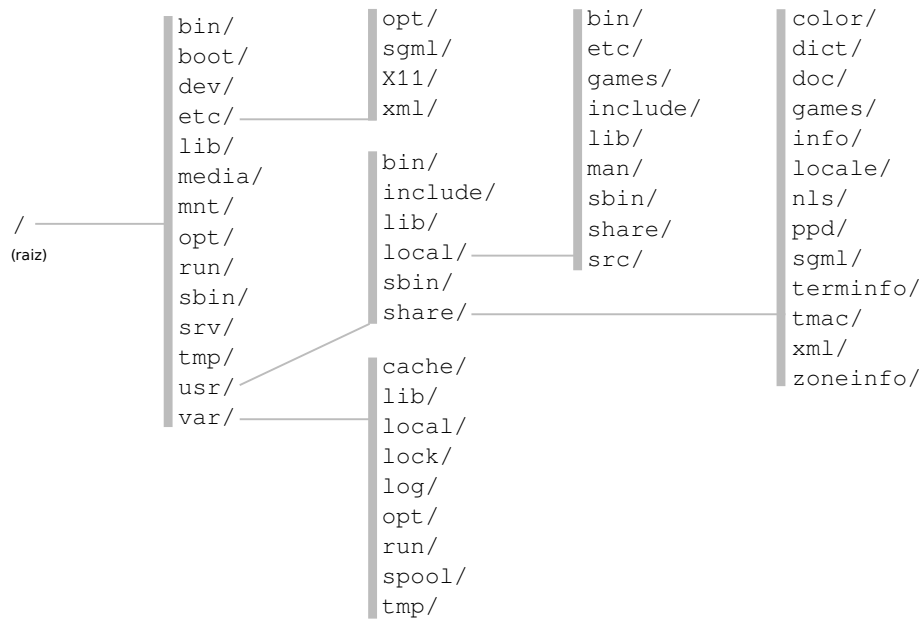 /
(raiz)
bin/
boot/
dev/
etc/
lib/
media/
mnt/
opt/
run/
sbin/
srv/
tmp/
usr/
var/
opt/
sgml/
X11/
xml/
bin/
include/
lib/
local/
sbin/
share/
cache/
lib/
local/
lock/
log/
opt/
run/
spool/
tmp/
bin/
etc/
games/
include/
lib/
man/
sbin/
share/
src/
color/
dict/
doc/
games/
info/
locale/
nls/
ppd/
sgml/
terminfo/
tmac/
xml/
zoneinfo/